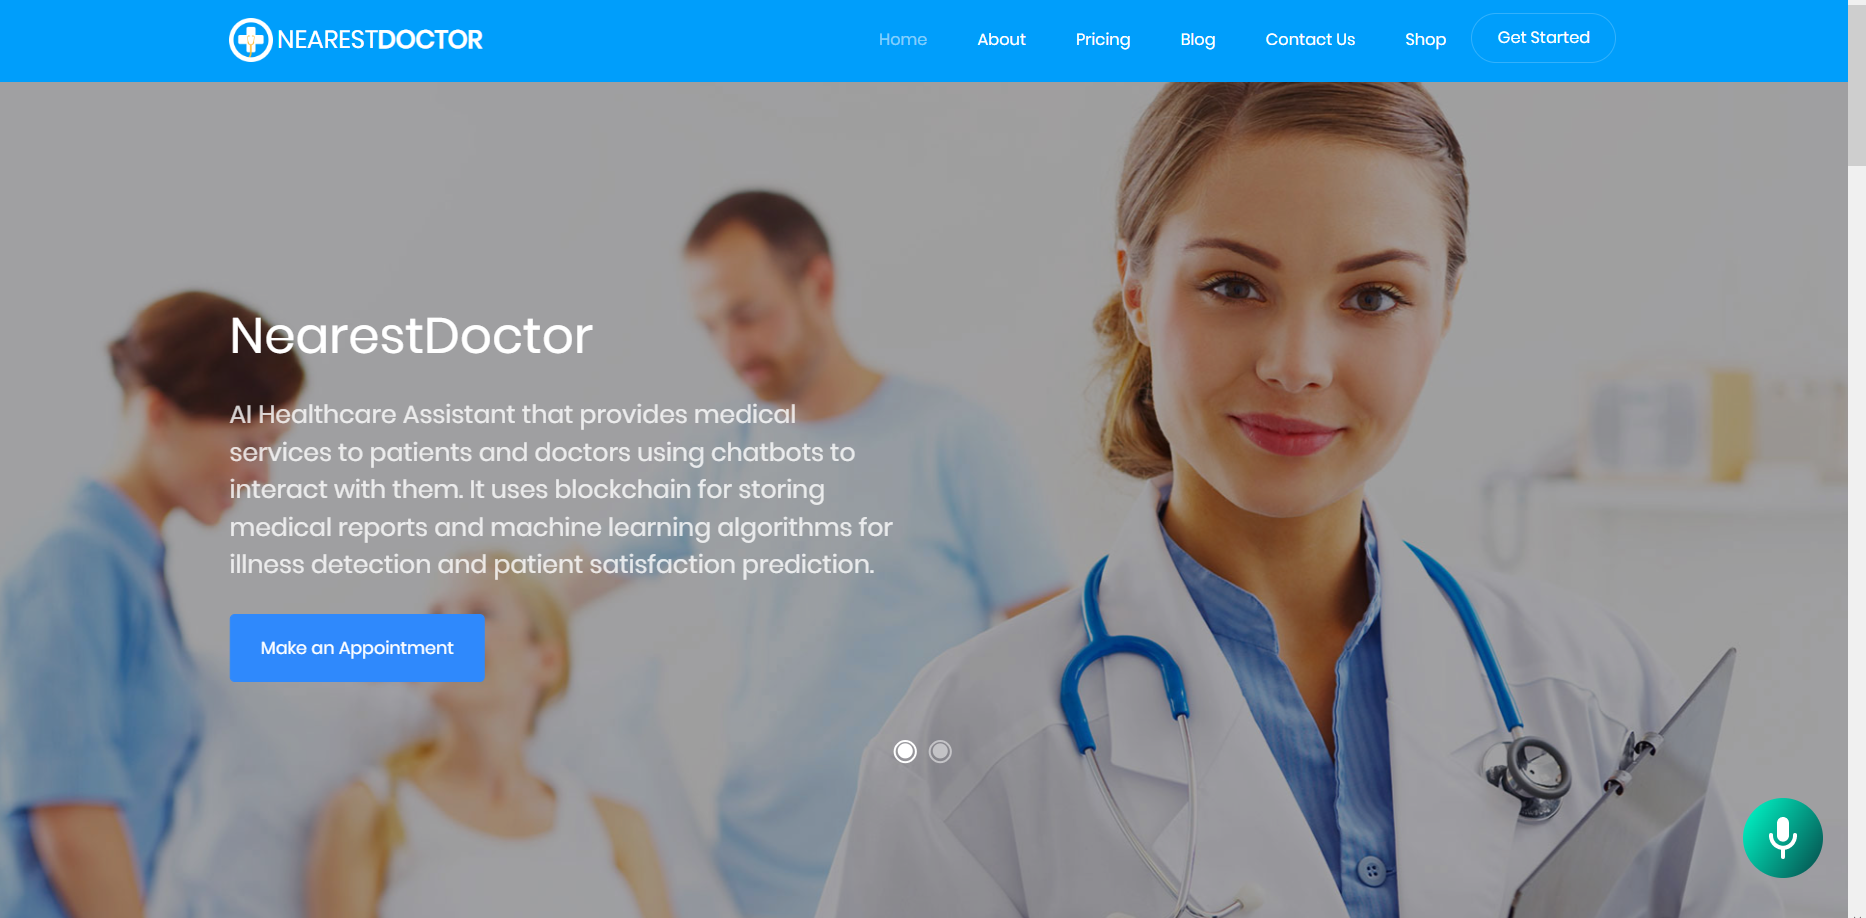 NEARESTDOCTOR
Home About Pricing Blog Contact Us Shop Get Started
NearestDoctor
AI Healthcare Assistant that provides medical
services to patients and doctors using chatbots to
interact with them. It uses blockchain for storing
medical reports and machine learning algorithms for
illness detection and patient satisfaction prediction.
Make an Appointment